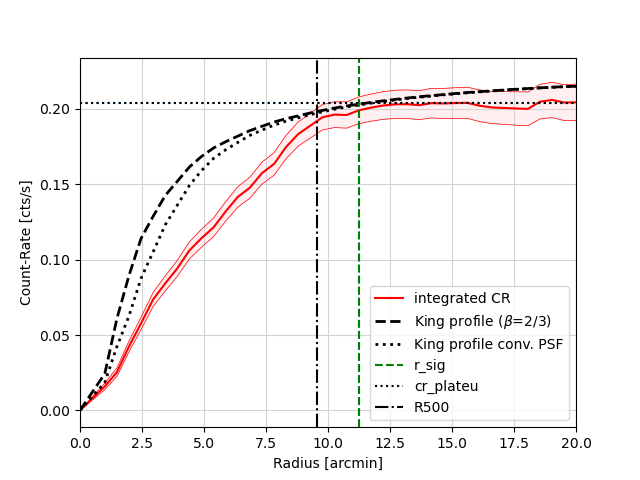 Count-Rate [cts/s]
0.20
0.15
0.10
0.05
0.00
integrated CR
King profile (β=2/3)
King profile conv. PSF
r_sig
cr_plateu
R500
0.0 2.5 5.0 7.5 10.0 12.5 15.0 17.5 20.0
Radius [arcmin]